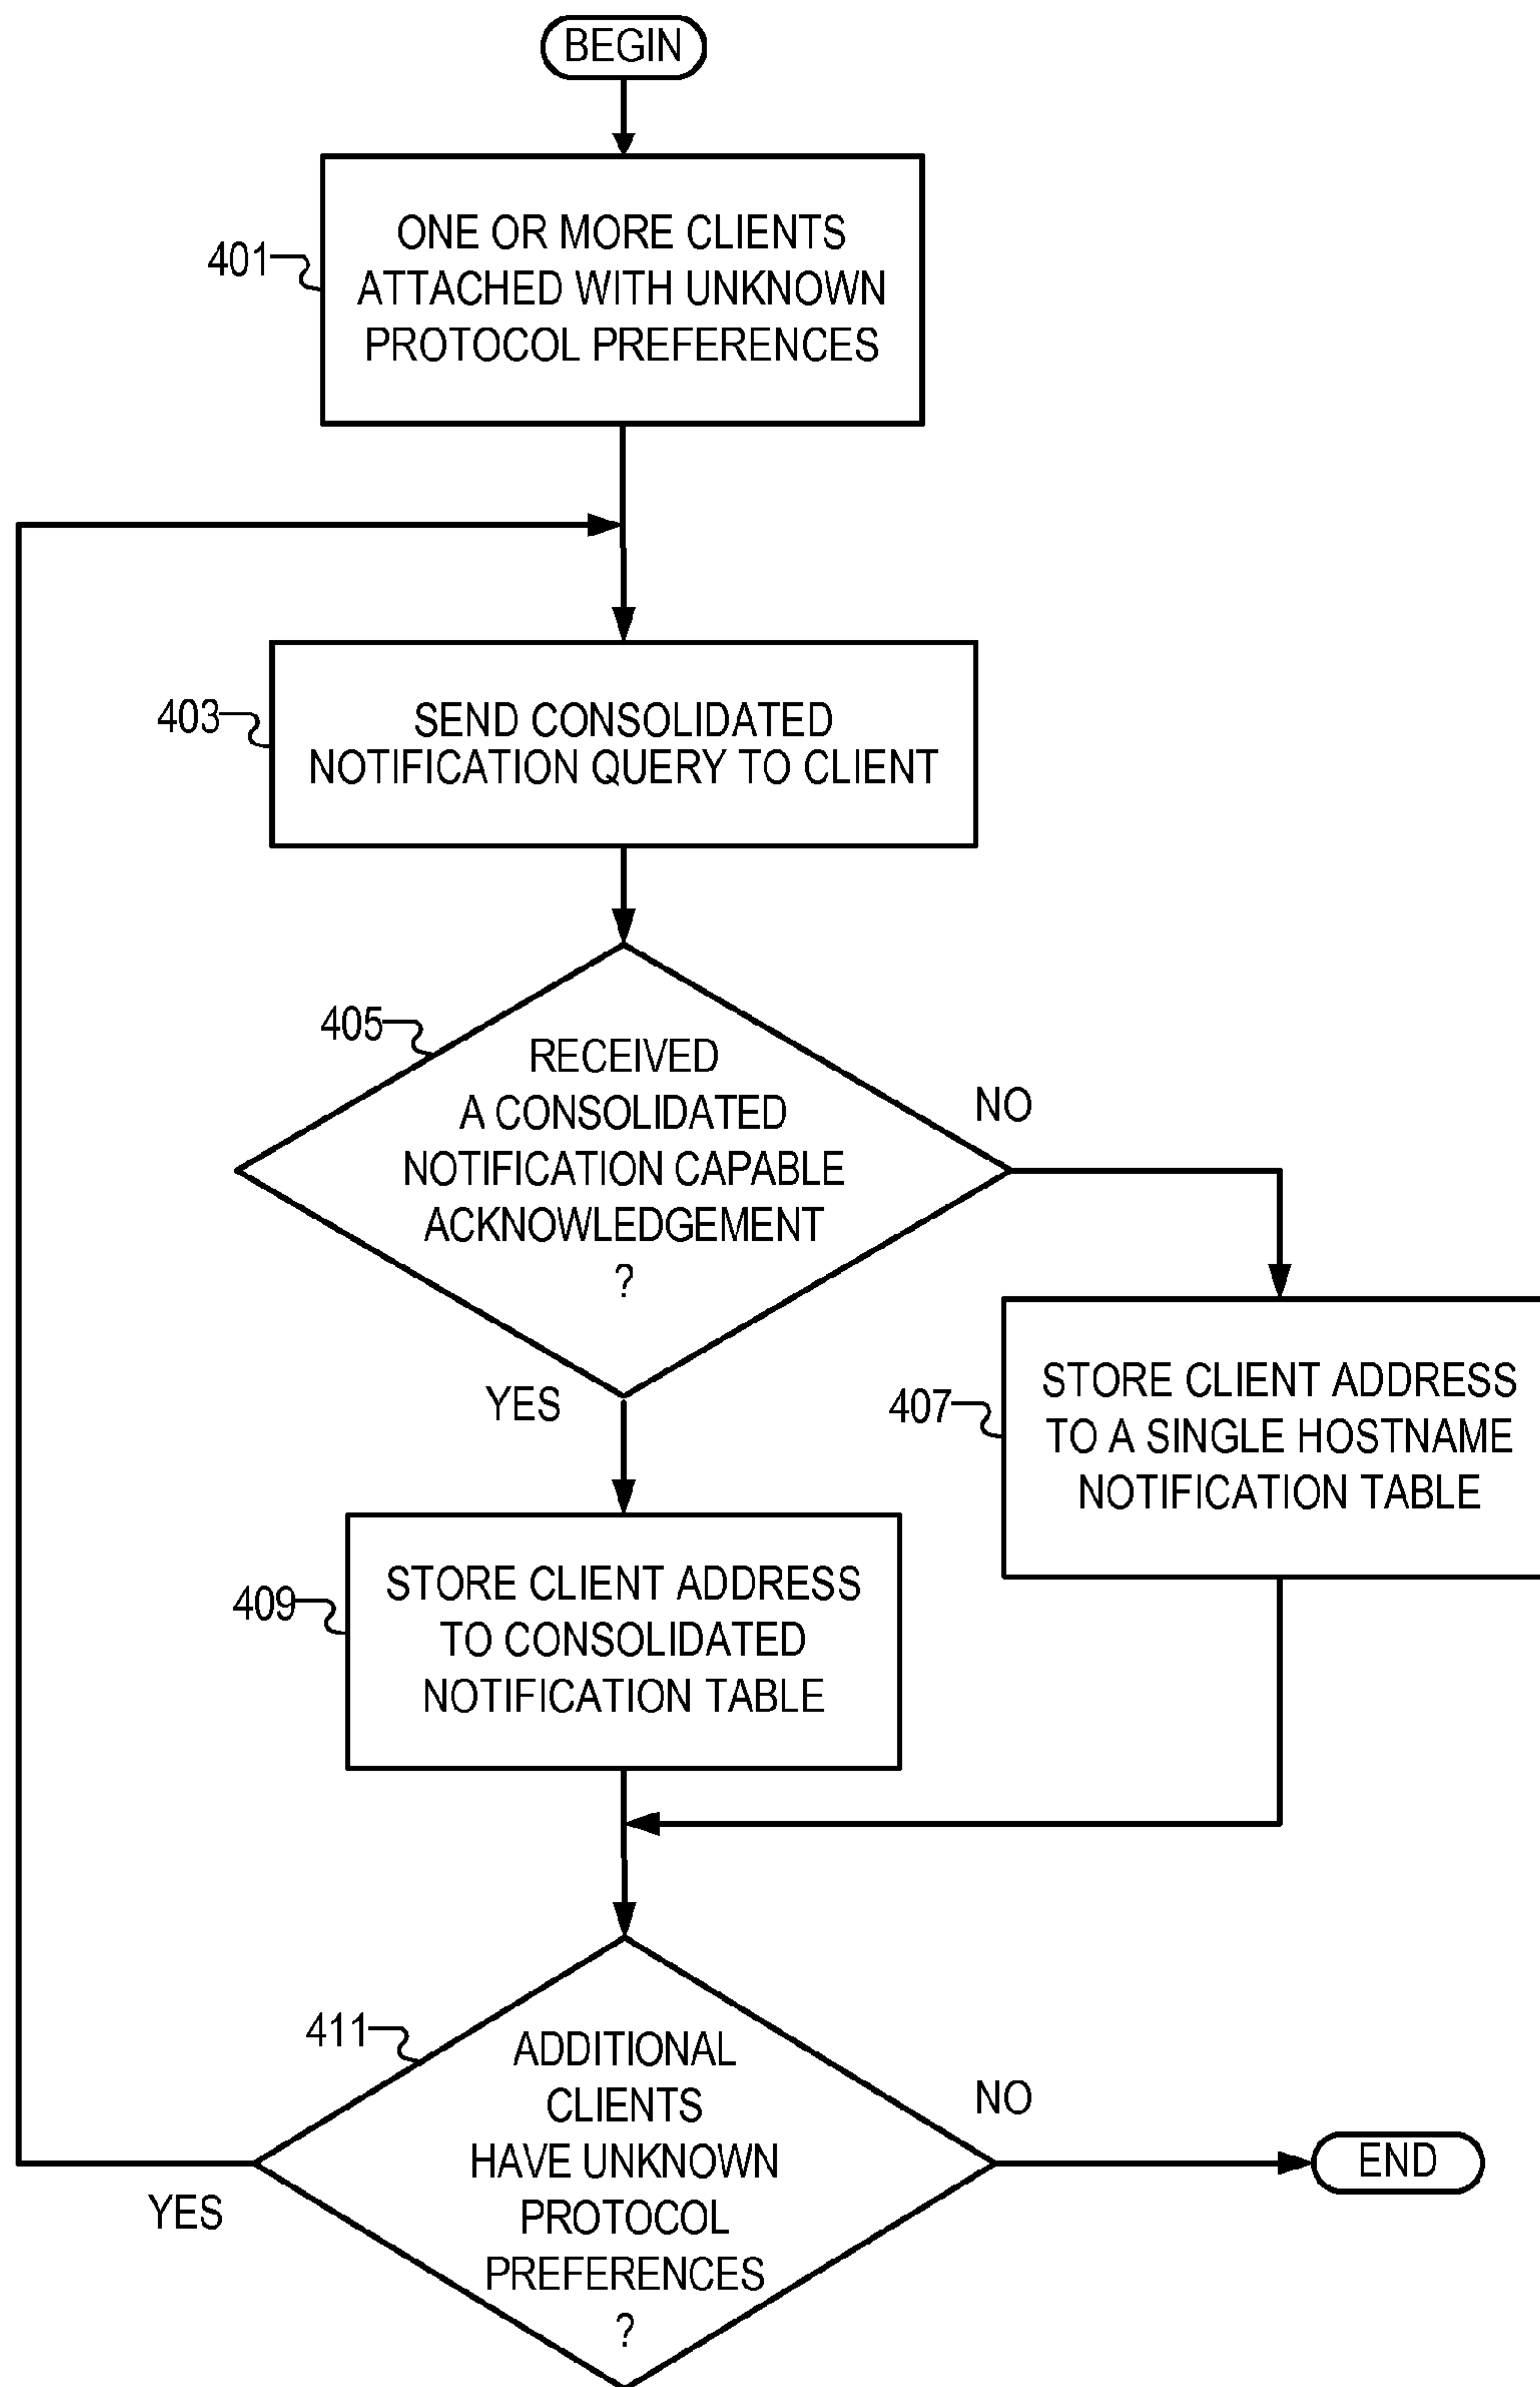 BEGIN
401
ONE OR MORE CLIENTS
ATTACHED WITH UNKNOWN
PROTOCOL PREFERENCES
403
SEND CONSOLIDATED
NOTIFICATION QUERY TO CLIENT
405
RECEIVED
A CONSOLIDATED
NOTIFICATION CAPABLE
ACKNOWLEDGEMENT
?
NO
YES
407
STORE CLIENT ADDRESS
TO A SINGLE HOSTNAME
NOTIFICATION TABLE
409
STORE CLIENT ADDRESS
TO CONSOLIDATED
NOTIFICATION TABLE
411
ADDITIONAL
CLIENTS
HAVE UNKNOWN
PROTOCOL
PREFERENCES
?
NO
YES
END